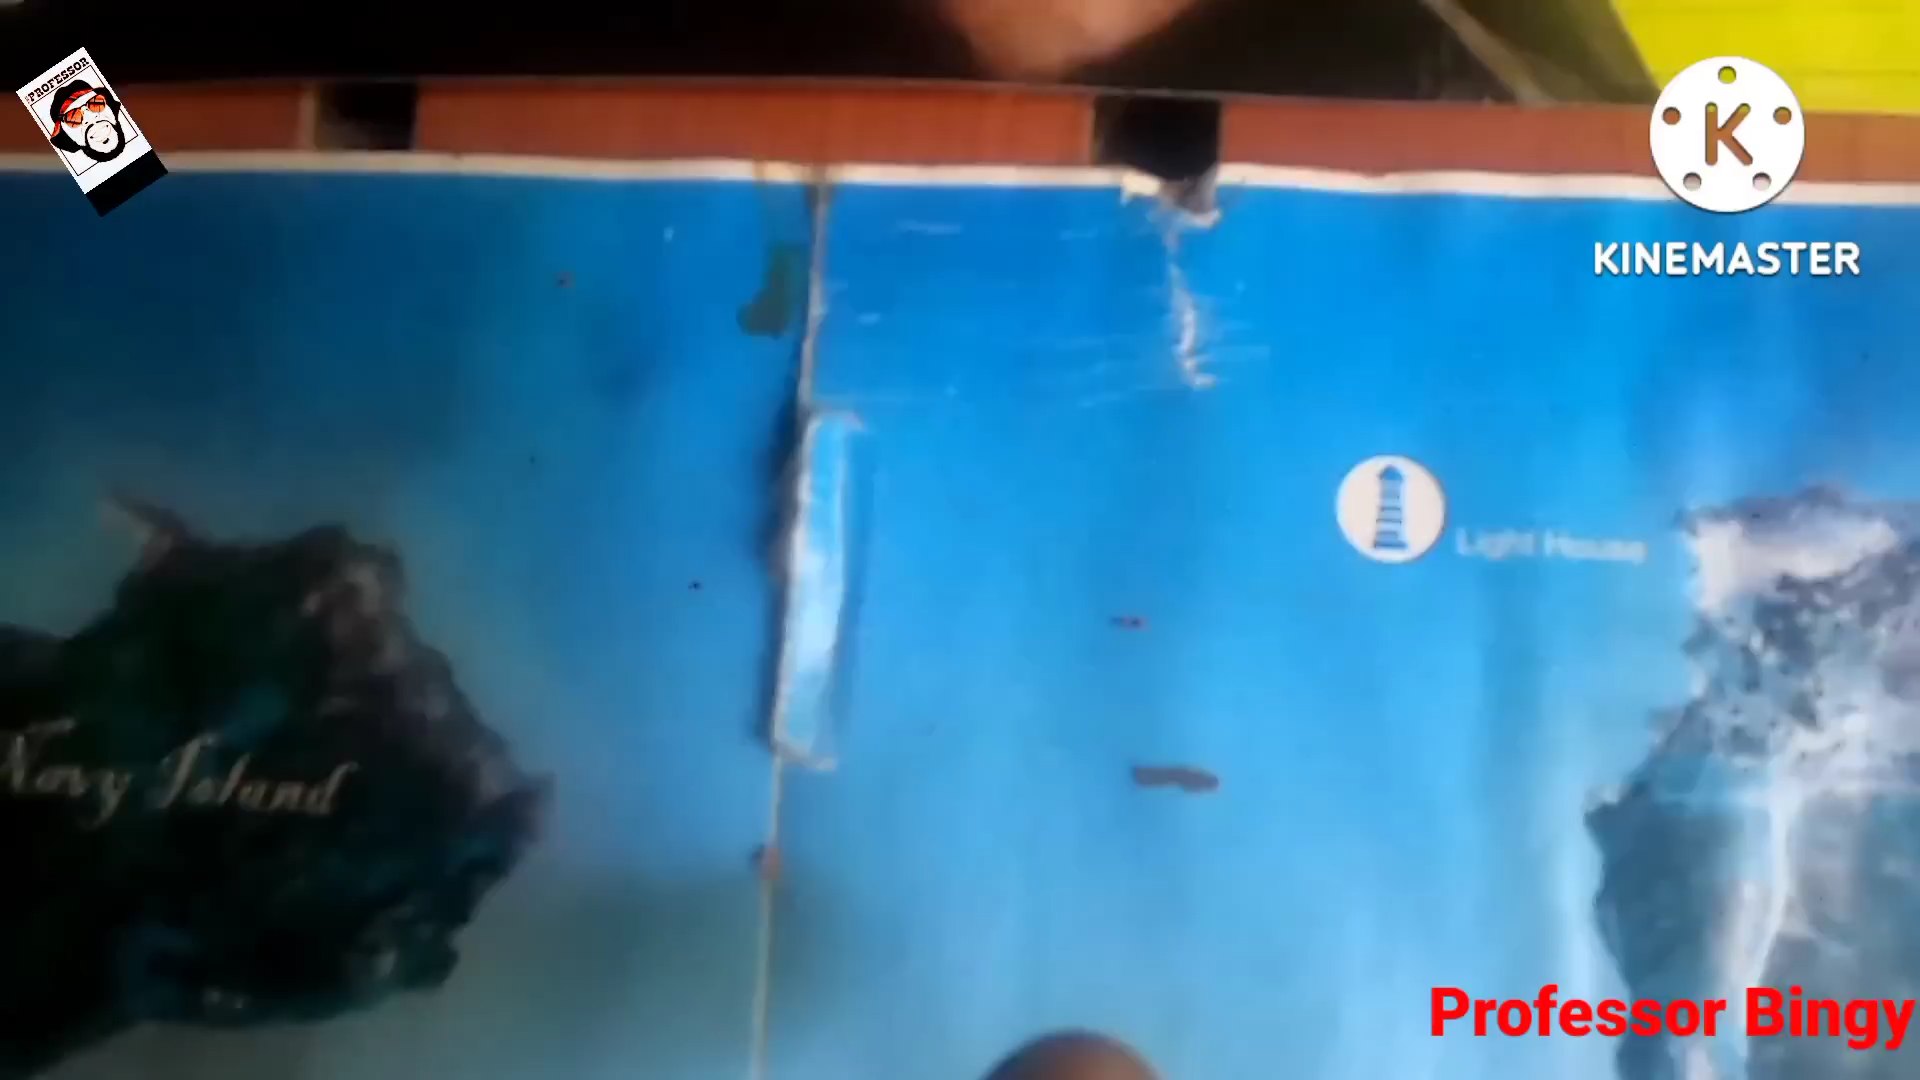 PROFESSOR
K
KINEMASTER
Light House
Navy Island
Professor Bingy